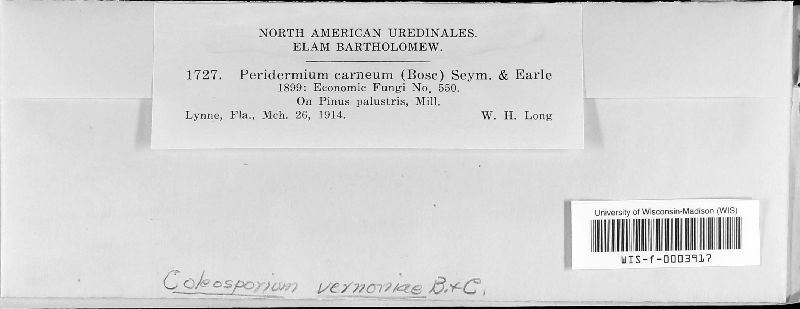 NORTH AMERICAN UREDINALES.
ELAM BARTHOLOMEW.
1727. Peridermium carneum (Bosc) Seym. & Earle
1899: Economic Fungi No. 550.
On Pinus palustris, Mill.
Lynne, Fla., Mch. 26, 1914. W. H. Long
University of Wisconsin-Madison (WIS)
WIS-f-0003917
Coleosporium vernoniae B.+C.